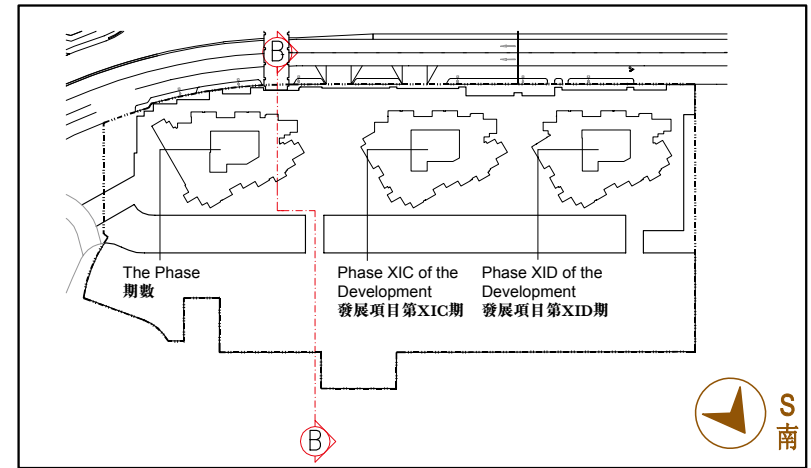 B
The Phase
期數
Phase XIC of the
Development
發展項目第XIC期
Phase XID of the
Development
發展項目第XID期
B
S
南